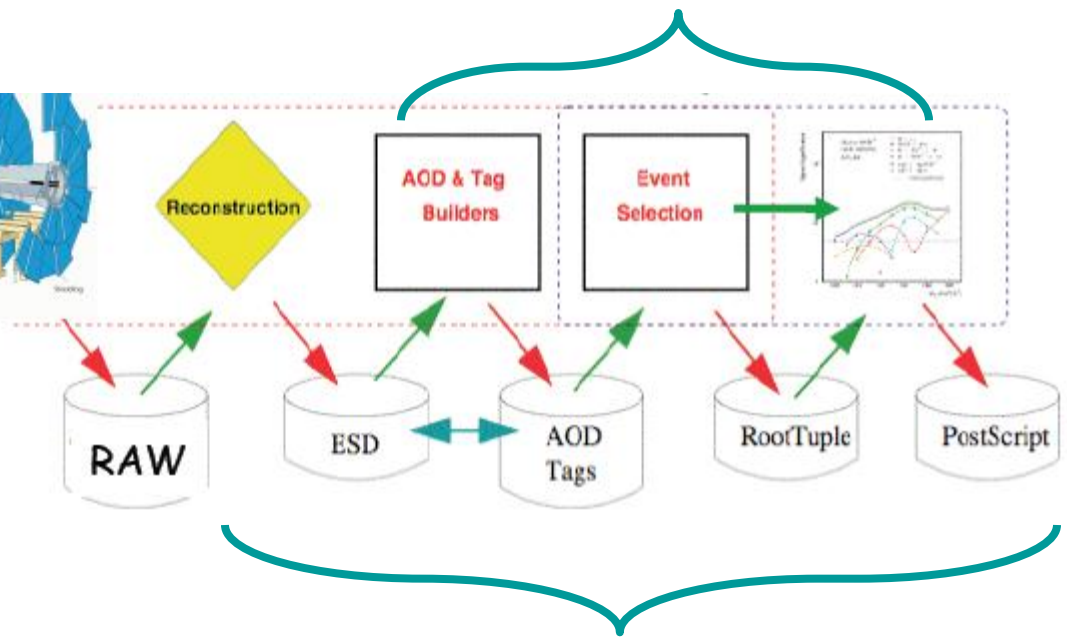 Reconstruction
AOD & Tag
Builders
Event
Selection
RAW
ESD
AOD
Tags
RootTuple
PostScript